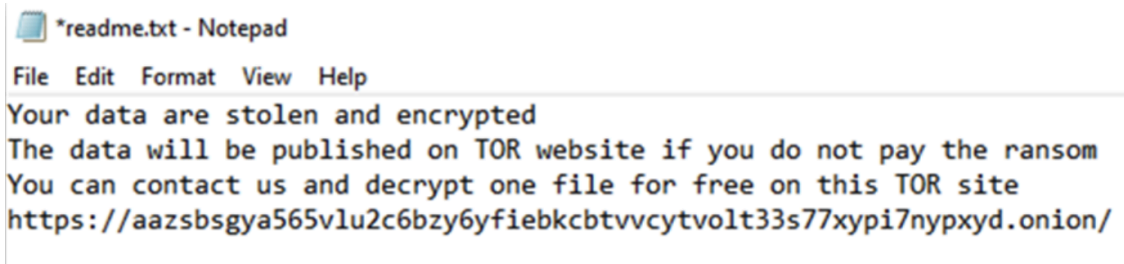 *readme.txt - Notepad
File Edit Format View Help
Your data are stolen and encrypted
The data will be published on TOR website if you do not pay the ransom
You can contact us and decrypt one file for free on this TOR site
https://aazsbsgya565vlu2c6bzy6yfiebkcbtvvcytvolt33s77xypi7nypxyd.onion/